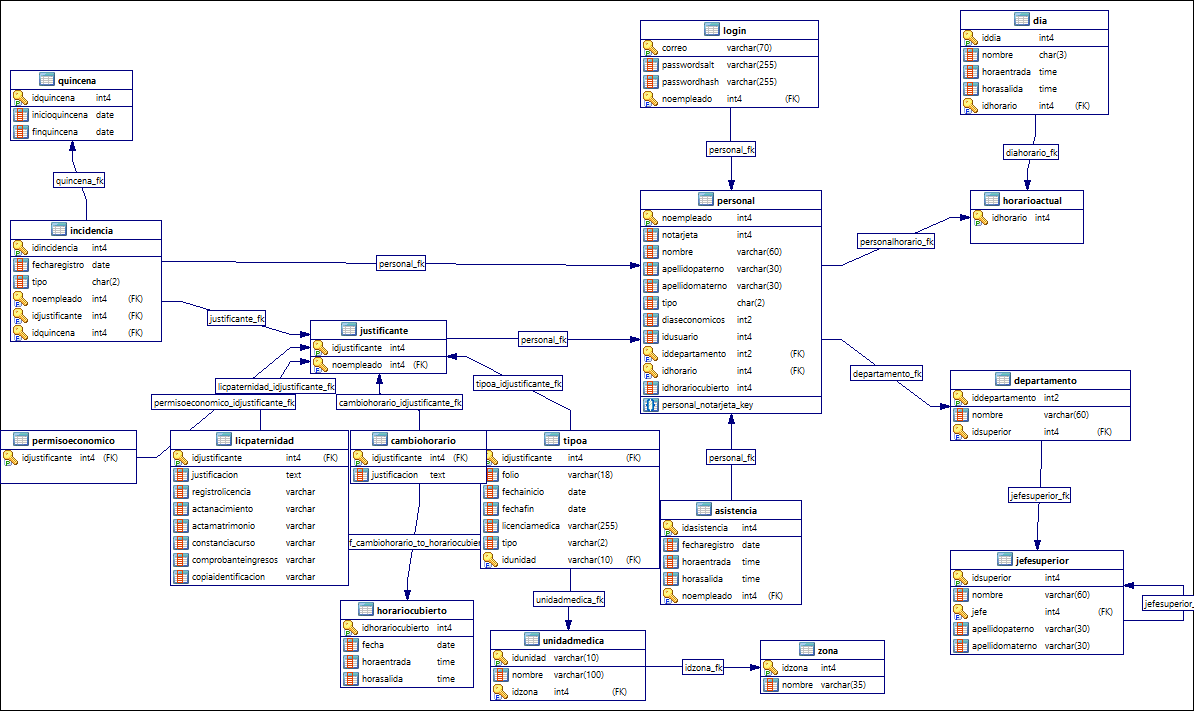 login
correo varchar(70)
passwordsalt varchar(255)
passwordhash varchar(255)
noempleado int4 (FK)
dia
iddia int4
nombre char(3)
horaentrada time
horasalida time
idhorario int4 (FK)
quincena
idquincena int4
inicioquincena date
finquincena date
personal_fk
diahorario_fk
quincena_fk
incidencia
idincidencia int4
fecharegistro date
tipo char(2)
noempleado int4 (FK)
idjustificante int4 (FK)
idquincena int4 (FK)
personal
noempleado int4
notarjeta int4
nombre varchar(60)
apellidopaterno varchar(30)
apellidomaterno varchar(30)
tipo char(2)
diaseconomicos int2
idusuario int4
iddepartamento int2 (FK)
idhorario int4 (FK)
idhorariocubierto int4
personal_notarjeta_key
horarioactual
idhorario int4
personalhorario_fk
personal_fk
justificante_fk
justificante
idjustificante int4
noempleado int4 (FK)
personal_fk
departamento_fk
licpaternidad_idjustificante_fk
tipoa_idjustificante_fk
permisoeconomico_idjustificante_fk
cambiohorario_idjustificante_fk
departamento
iddepartamento int2
nombre varchar(60)
idsuperior int4 (FK)
permisoeconomico
idjustificante int4 (FK)
licpaternidad
idjustificante int4 (FK)
justificacion text
registrolicencia varchar
actanacimiento varchar
actamatrimonio varchar
constanciacurso varchar
comprobanteingresos varchar
copiaidentificacion varchar
cambiohorario
idjustificante int4 (FK)
justificacion text
tipoa
idjustificante int4 (FK)
folio varchar(18)
fechainicio date
fechafin date
licenciamedica varchar(255)
tipo varchar(2)
idunidad varchar(10) (FK)
personal_fk
asistencia
idasistencia int4
fecharegistro date
horaentrada time
horasalida time
noempleado int4 (FK)
jefesuperior_fk
f_cambiohorario_to_horariocubier
jefesuperior
idsuperior int4
nombre varchar(60)
jefe int4 (FK)
apellidopaterno varchar(30)
apellidomaterno varchar(30)
jefesuperior_
unidadmedica_fk
horariocubierto
idhorariocubierto int4
fecha date
horaentrada time
horasalida time
unidadmedica
idunidad varchar(10)
nombre varchar(100)
idzona int4 (FK)
idzona_fk
zona
idzona int4
nombre varchar(35)